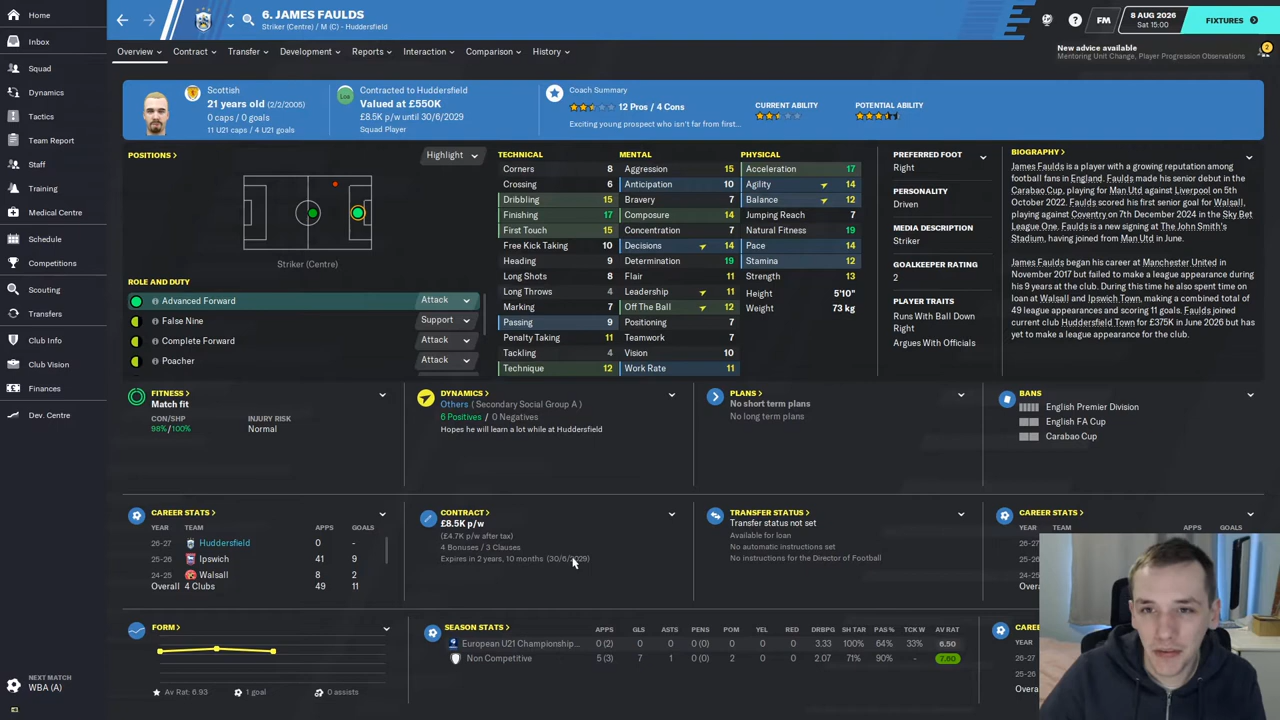 Home
Inbox
Squad
Dynamics
Tactics
Team Report
Staff
Training
Medical Centre
Schedule
Competitions
Scouting
Transfers
Club Info
Club Vision
Finances
Dev. Centre
NEXT MATCH
WBA (A)
6. JAMES FAULDS
Striker (Centre) / M (C) - Huddersfield
FM
8 AUG 2026
Sat 15:00
FIXTURES
Overview
Contract
Transfer
Development
Reports
Interaction
Comparison
History
New advice available
Mentoring Unit Change, Player Progression Observations
2
Scottish
21 years old (2/2/2005)
0 caps / 0 goals
11 U21 caps / 4 U21 goals
Loa
Contracted to Huddersfield
Valued at £550K
£8.5K p/w until 30/6/2029
Squad Player
Coach Summary
12 Pros / 4 Cons
Exciting young prospect who isn't far from first...
CURRENT ABILITY
POTENTIAL ABILITY
POSITIONS
Highlight
Striker (Centre)
ROLE AND DUTY
Advanced Forward Attack
False Nine Support
Complete Forward Attack
Poacher Attack
TECHNICAL
Corners 8
Crossing 6
Dribbling 15
Finishing 17
First Touch 15
Free Kick Taking 10
Heading 9
Long Shots 8
Long Throws 4
Marking 7
Passing 9
Penalty Taking 11
Tackling 4
Technique 12
MENTAL
Aggression 15
Anticipation 10
Bravery 7
Composure 14
Concentration 7
Decisions 14
Determination 19
Flair 11
Leadership 11
Off The Ball 12
Positioning 7
Teamwork 7
Vision 10
Work Rate 11
PHYSICAL
Acceleration 17
Agility 14
Balance 12
Jumping Reach 7
Natural Fitness 19
Pace 14
Stamina 12
Strength 13
Height 5'10"
Weight 73 kg
PREFERRED FOOT
Right
PERSONALITY
Driven
MEDIA DESCRIPTION
Striker
GOALKEEPER RATING
2
PLAYER TRAITS
Runs With Ball Down
Right
Argues With Officials
BIOGRAPHY
James Faulds is a player with a growing reputation among
football fans in England. Faulds made his senior debut in the
Carabao Cup, playing for Man Utd against Liverpool on 5th
October 2022. Faulds scored his first senior goal for Walsall,
playing against Coventry on 7th December 2024 in the Sky Bet
League One. Faulds is a new signing at The John Smith's
Stadium, having joined from Man Utd in June.
James Faulds began his career at Manchester United in
November 2017 but failed to make a league appearance during
his 9 years at the club. During this time he also spent time on
loan at Walsall and Ipswich Town, making a combined total of
49 league appearances and scoring 11 goals. Faulds joined
current club Huddersfield Town for £375K in June 2026 but has
yet to make a league appearance for the club.
FITNESS
Match fit
CON/SHP
98%/100%
INJURY RISK
Normal
DYNAMICS
Others ( Secondary Social Group A )
6 Positives / 0 Negatives
Hopes he will learn a lot while at Huddersfield
PLANS
No short term plans
No long term plans
BANS
English Premier Division
English FA Cup
Carabao Cup
CAREER STATS
YEAR TEAM APPS GOALS
26-27 Huddersfield 0 -
25-26 Ipswich 41 9
24-25 Walsall 8 2
Overall 4 Clubs 49 11
CONTRACT
£8.5K p/w
(£4.7K p/w after tax)
4 Bonuses / 3 Clauses
Expires in 2 years, 10 months (30/6/2029)
TRANSFER STATUS
Transfer status not set
Available for loan
No automatic instructions set
No instructions for the Director of Football
CAREER STATS
YEAR TEAM APPS GOALS
26-27
25-26
24-25
Overa
FORM
Av Rat: 6.93
1 goal
0 assists
SEASON STATS
APPS GLS ASTS PENS POM YEL RED DRBPG SH TAR PAS % TCK W AV RAT
European U21 Championship... 0 (2) 0 0 0 (0) 0 0 0 3.33 100% 64% 33% 6.50
Non Competitive 5 (3) 7 1 0 (0) 2 0 0 2.07 71% 90% - 7.60
CAREE
YEAR
26-27
25-26
Overa